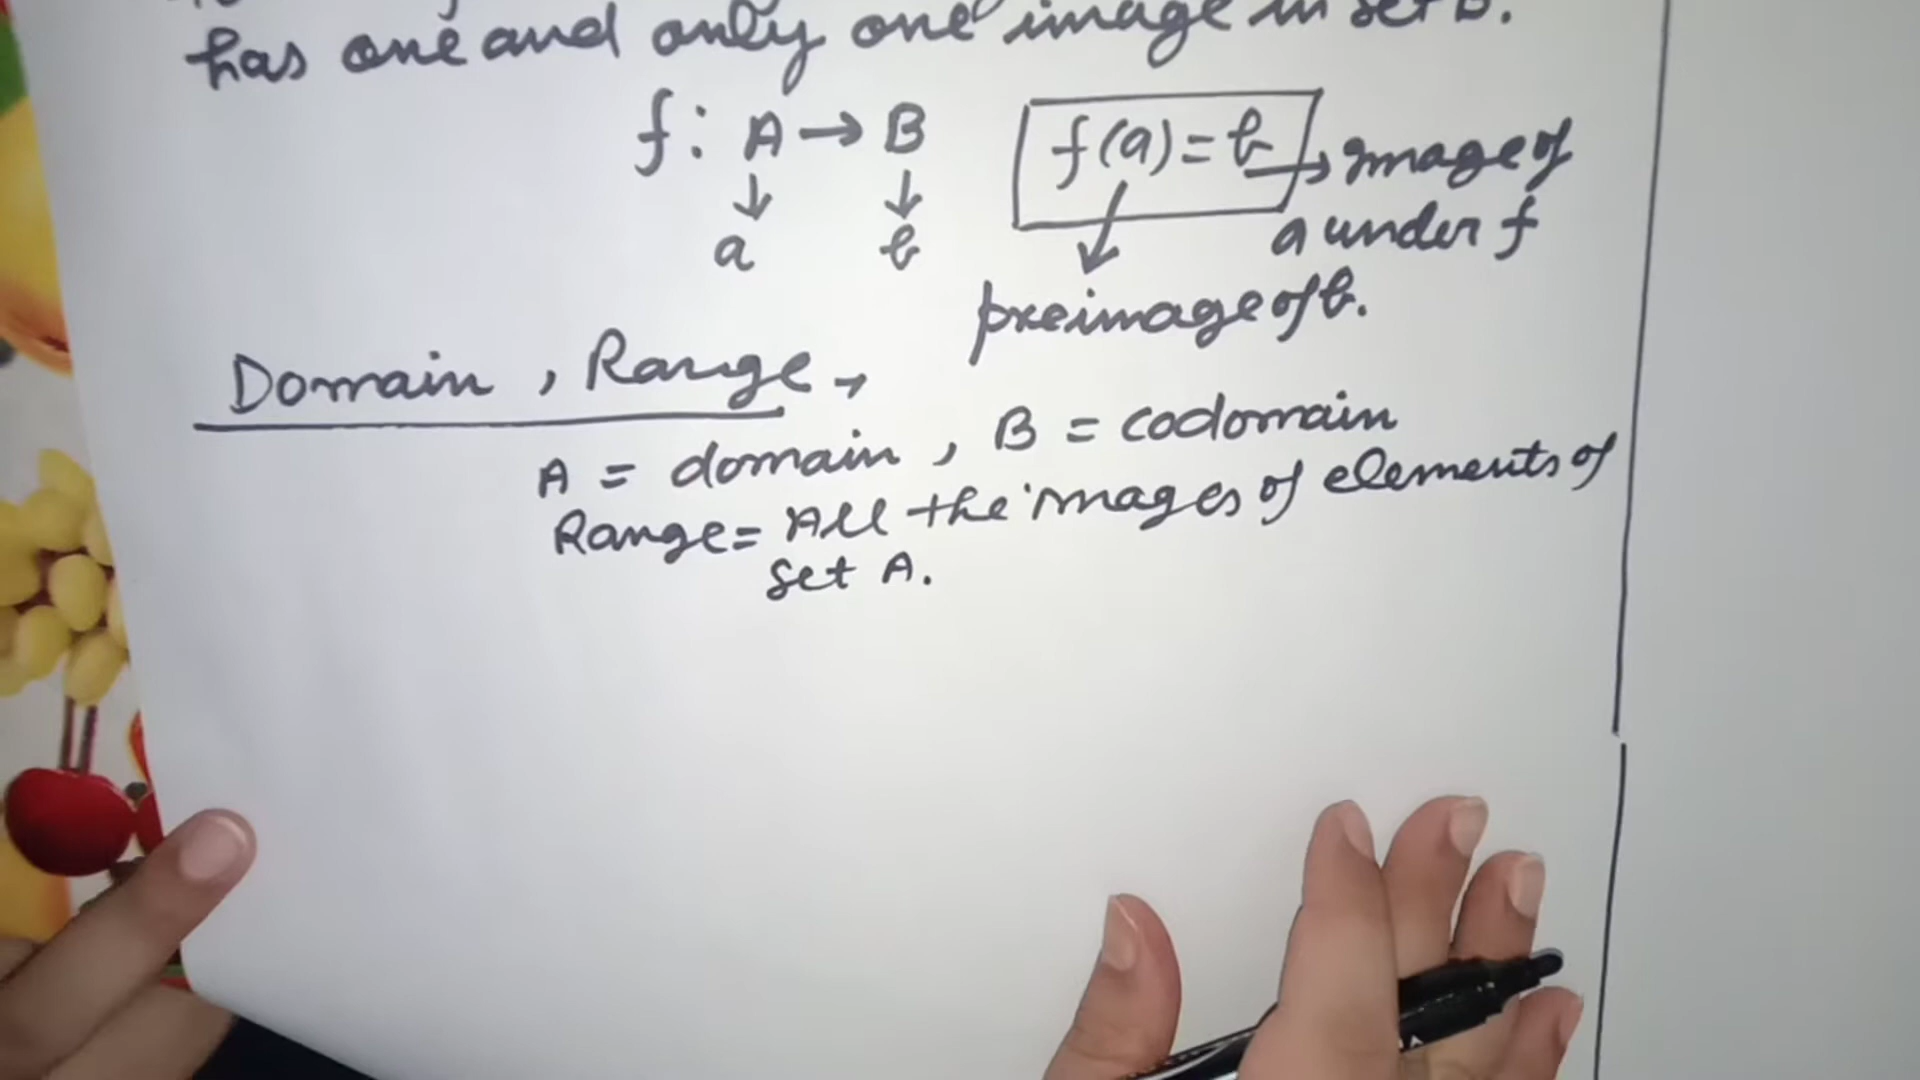 has one and only one image in set B.
f: A → B
f(a) = b → image of
a under f
↓ ↓ ↓
a b
preimage of b.
Domain, Range →
A = domain, B = codomain
Range = All the images of elements of
set A.